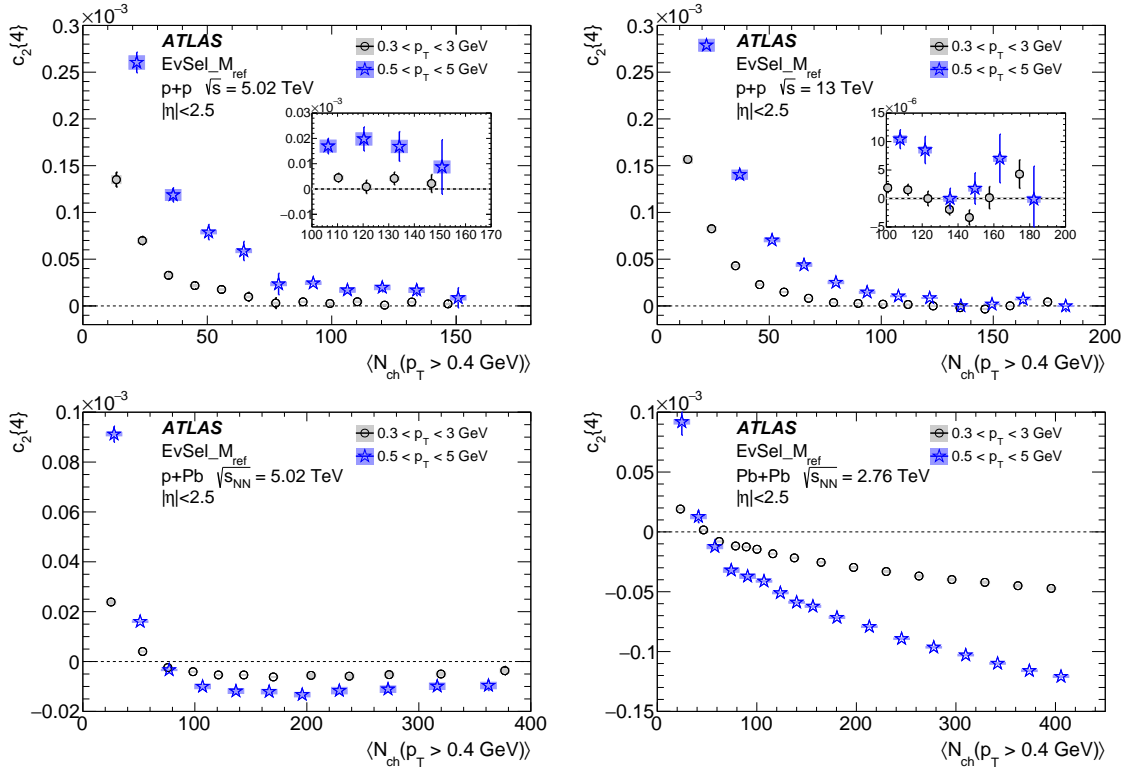 ×10⁻³
c₂{4}
0.3
0.25
0.2
0.15
0.1
0.05
0
ATLAS
EvSel_M_ref
p+p √s = 5.02 TeV
|η|<2.5
0.3 < p_T < 3 GeV
0.5 < p_T < 5 GeV
×10⁻³
0.03
0.02
0.01
0
−0.01
100 110 120 130 140 150 160 170
0 50 100 150
⟨N_ch(p_T > 0.4 GeV)⟩
×10⁻³
c₂{4}
0.3
0.25
0.2
0.15
0.1
0.05
0
ATLAS
EvSel_M_ref
p+p √s = 13 TeV
|η|<2.5
0.3 < p_T < 3 GeV
0.5 < p_T < 5 GeV
×10⁻⁶
15
10
5
0
−5
100 120 140 160 180 200
0 50 100 150 200
⟨N_ch(p_T > 0.4 GeV)⟩
×10⁻³
c₂{4}
0.1
0.08
0.06
0.04
0.02
0
−0.02
ATLAS
EvSel_M_ref
p+Pb √s_NN = 5.02 TeV
|η|<2.5
0.3 < p_T < 3 GeV
0.5 < p_T < 5 GeV
0 100 200 300 400
⟨N_ch(p_T > 0.4 GeV)⟩
×10⁻³
c₂{4}
0.1
0.05
0
−0.05
−0.1
−0.15
ATLAS
EvSel_M_ref
Pb+Pb √s_NN = 2.76 TeV
|η|<2.5
0.3 < p_T < 3 GeV
0.5 < p_T < 5 GeV
0 100 200 300 400
⟨N_ch(p_T > 0.4 GeV)⟩